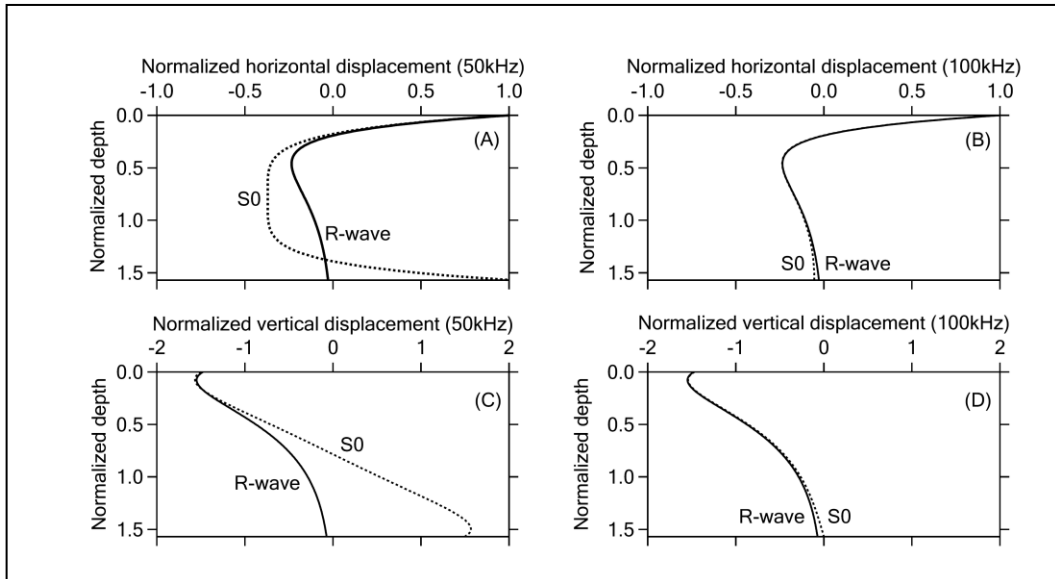 Normalized horizontal displacement (50kHz)
-1.0 -0.5 0.0 0.5 1.0
0.0
0.5
1.0
1.5
Normalized depth
(A)
S0
R-wave
Normalized horizontal displacement (100kHz)
-1.0 -0.5 0.0 0.5 1.0
0.0
0.5
1.0
1.5
Normalized depth
(B)
S0 R-wave
Normalized vertical displacement (50kHz)
-2 -1 0 1 2
0.0
0.5
1.0
1.5
Normalized depth
(C)
S0
R-wave
Normalized vertical displacement (100kHz)
-2 -1 0 1 2
0.0
0.5
1.0
1.5
Normalized depth
(D)
R-wave S0